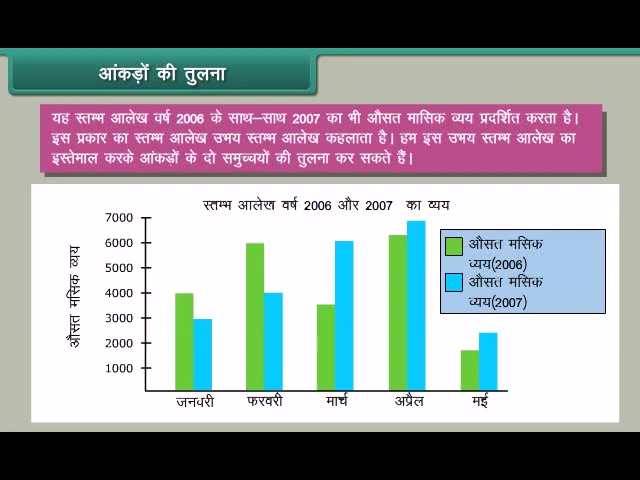 आंकड़ों की तुलना
यह स्तम्भ आलेख वर्ष 2006 के साथ–साथ 2007 का भी औसत मासिक व्यय प्रदर्शित करता है।
इस प्रकार का स्तम्भ आलेख उभय स्तम्भ आलेख कहलाता है। हम इस उभय स्तम्भ आलेख का
इस्तेमाल करके आंकड़ों के दो समुच्चयों की तुलना कर सकते हैं।
स्तम्भ आलेख वर्ष 2006 और 2007 का व्यय
औसत मसिक व्यय
7000
6000
5000
4000
3000
2000
1000
जनवरी फरवरी मार्च अप्रैल मई
औसत मसिक
व्यय(2006)
औसत मसिक
व्यय(2007)